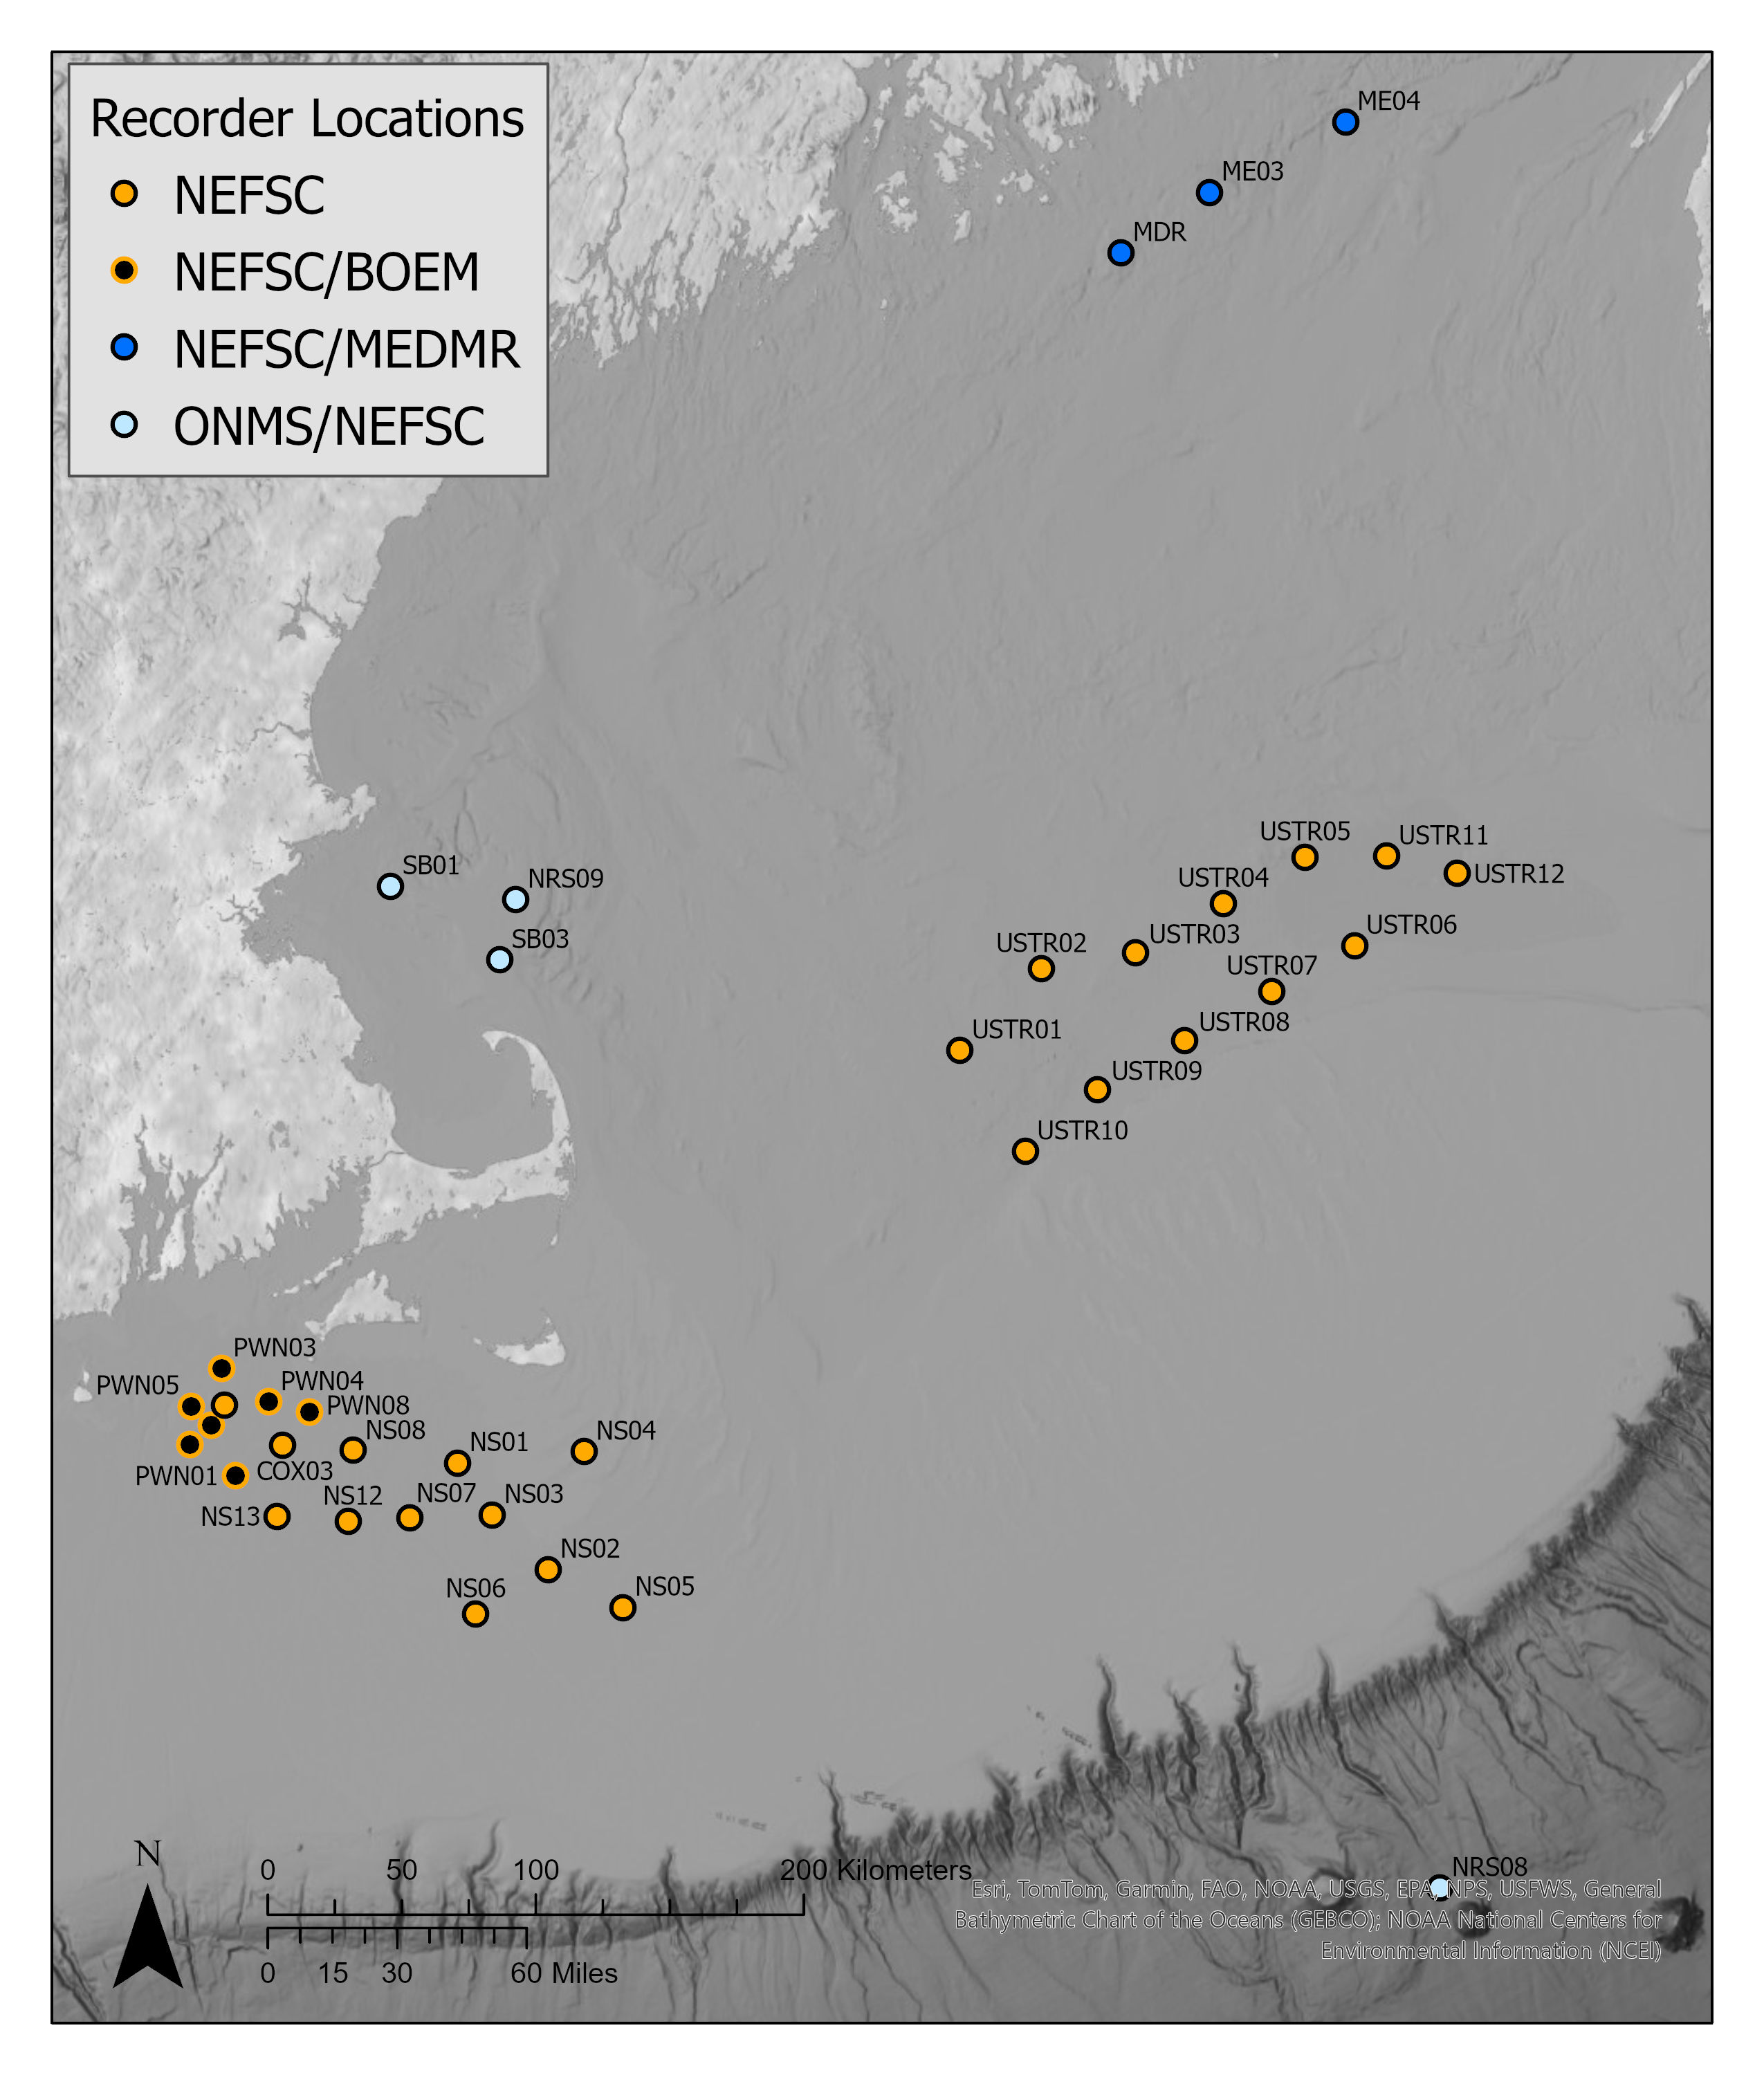 Recorder Locations
NEFSC
NEFSC/BOEM
NEFSC/MEDMR
ONMS/NEFSC
ME04
ME03
MDR
SB01
NRS09
SB03
USTR05
USTR11
USTR12
USTR04
USTR06
USTR03
USTR02
USTR07
USTR08
USTR01
USTR09
USTR10
PWN03
PWN05
PWN04
PWN08
NS08
NS01
NS04
PWN01
COX03
NS12
NS07
NS03
NS13
NS02
NS06
NS05
N
0 50 100 200 Kilometers
0 15 30 60 Miles
NRS08
Esri, TomTom, Garmin, FAO, NOAA, USGS, EPA, NPS, USFWS, General
Bathymetric Chart of the Oceans (GEBCO); NOAA National Centers for
Environmental Information (NCEI)